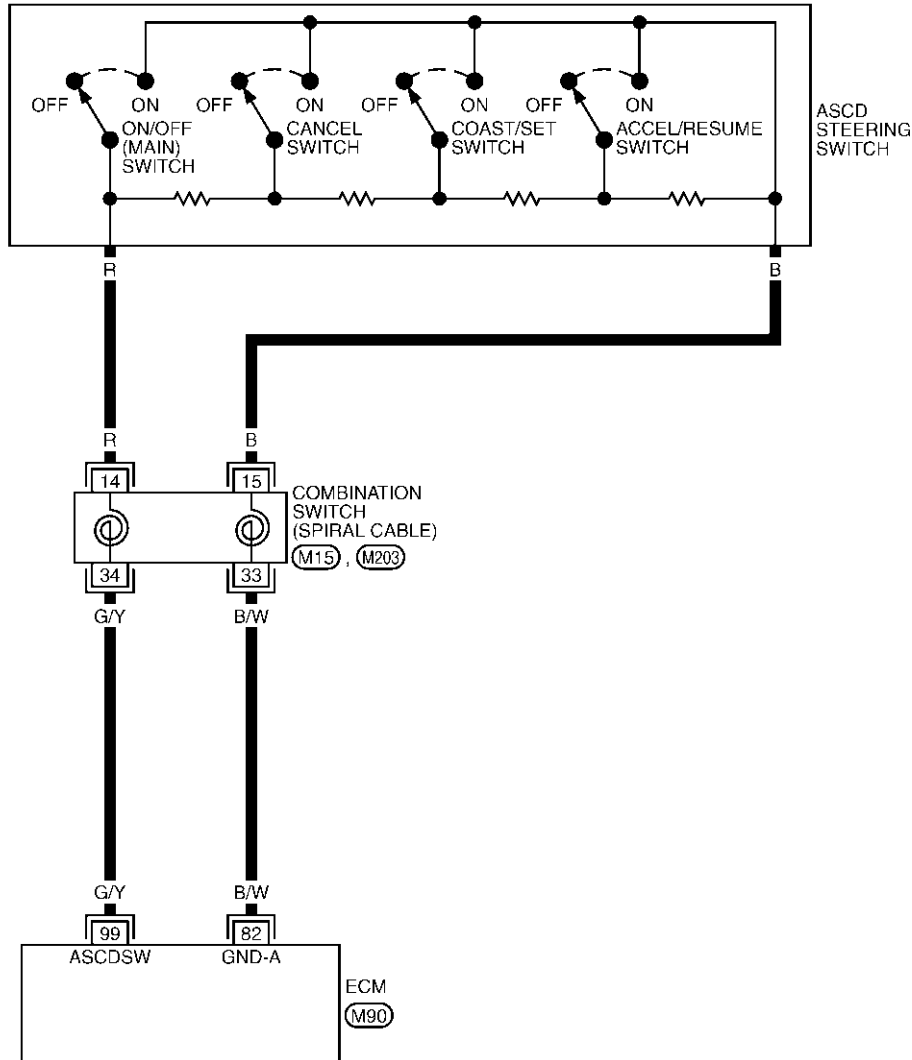 OFF ON OFF ON OFF ON OFF ON
ON/OFF
(MAIN)
SWITCH
CANCEL
SWITCH
COAST/SET
SWITCH
ACCEL/RESUME
SWITCH
ASCD
STEERING
SWITCH
R B
R B
14 15
COMBINATION
SWITCH
(SPIRAL CABLE)
M15 , M203
34 33
G/Y B/W
G/Y B/W
99 82
ASCDSW GND-A
ECM
M90